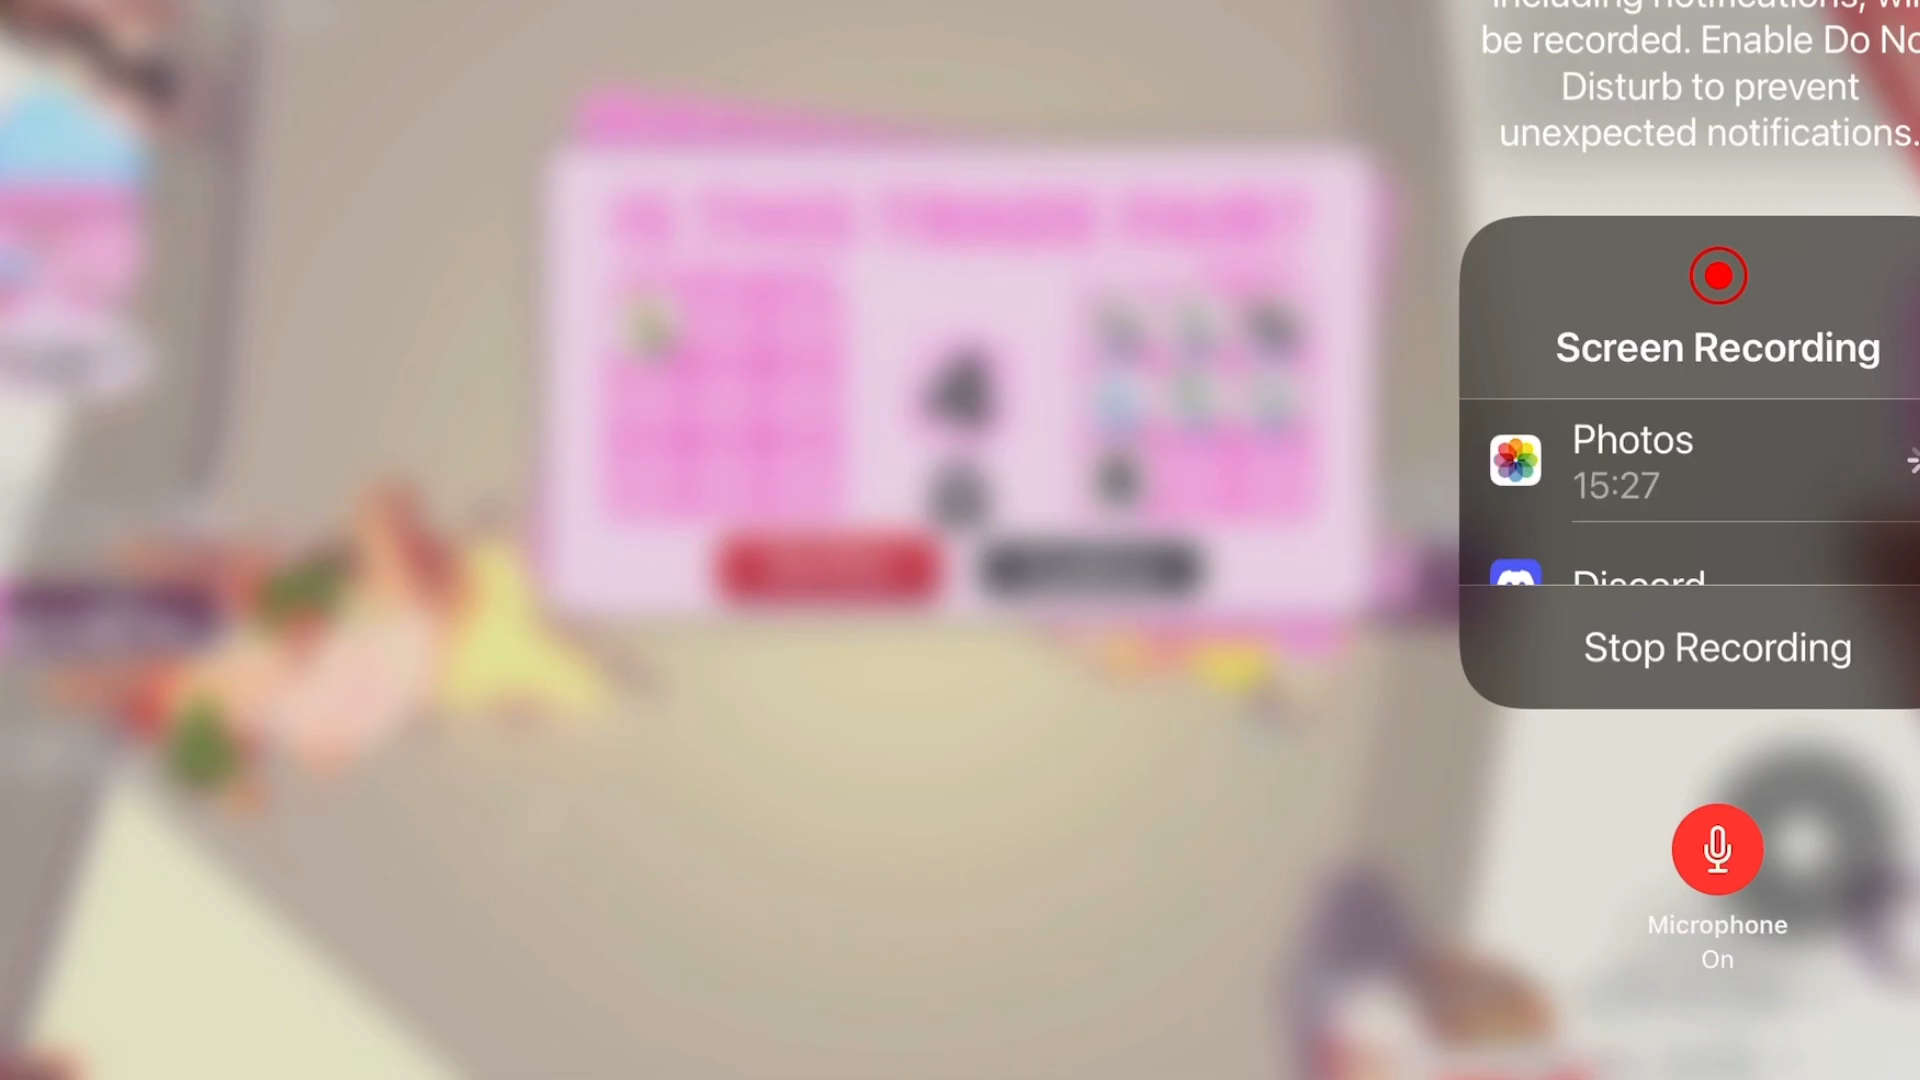 be recorded. Enable Do No
Disturb to prevent
unexpected notifications.
Screen Recording
Photos
15:27
Discord
Stop Recording
Microphone
On